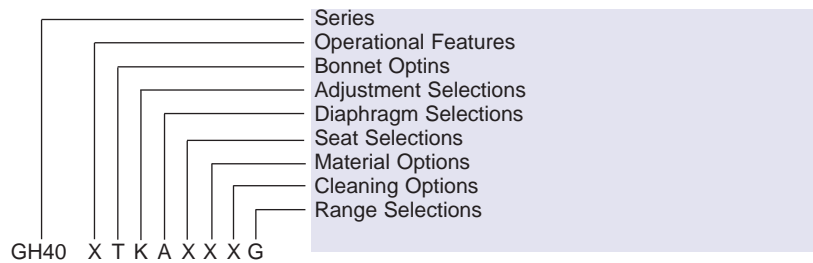 Series
Operational Features
Bonnet Optins
Adjustment Selections
Diaphragm Selections
Seat Selections
Material Options
Cleaning Options
Range Selections
GH40 X T K A X X X G